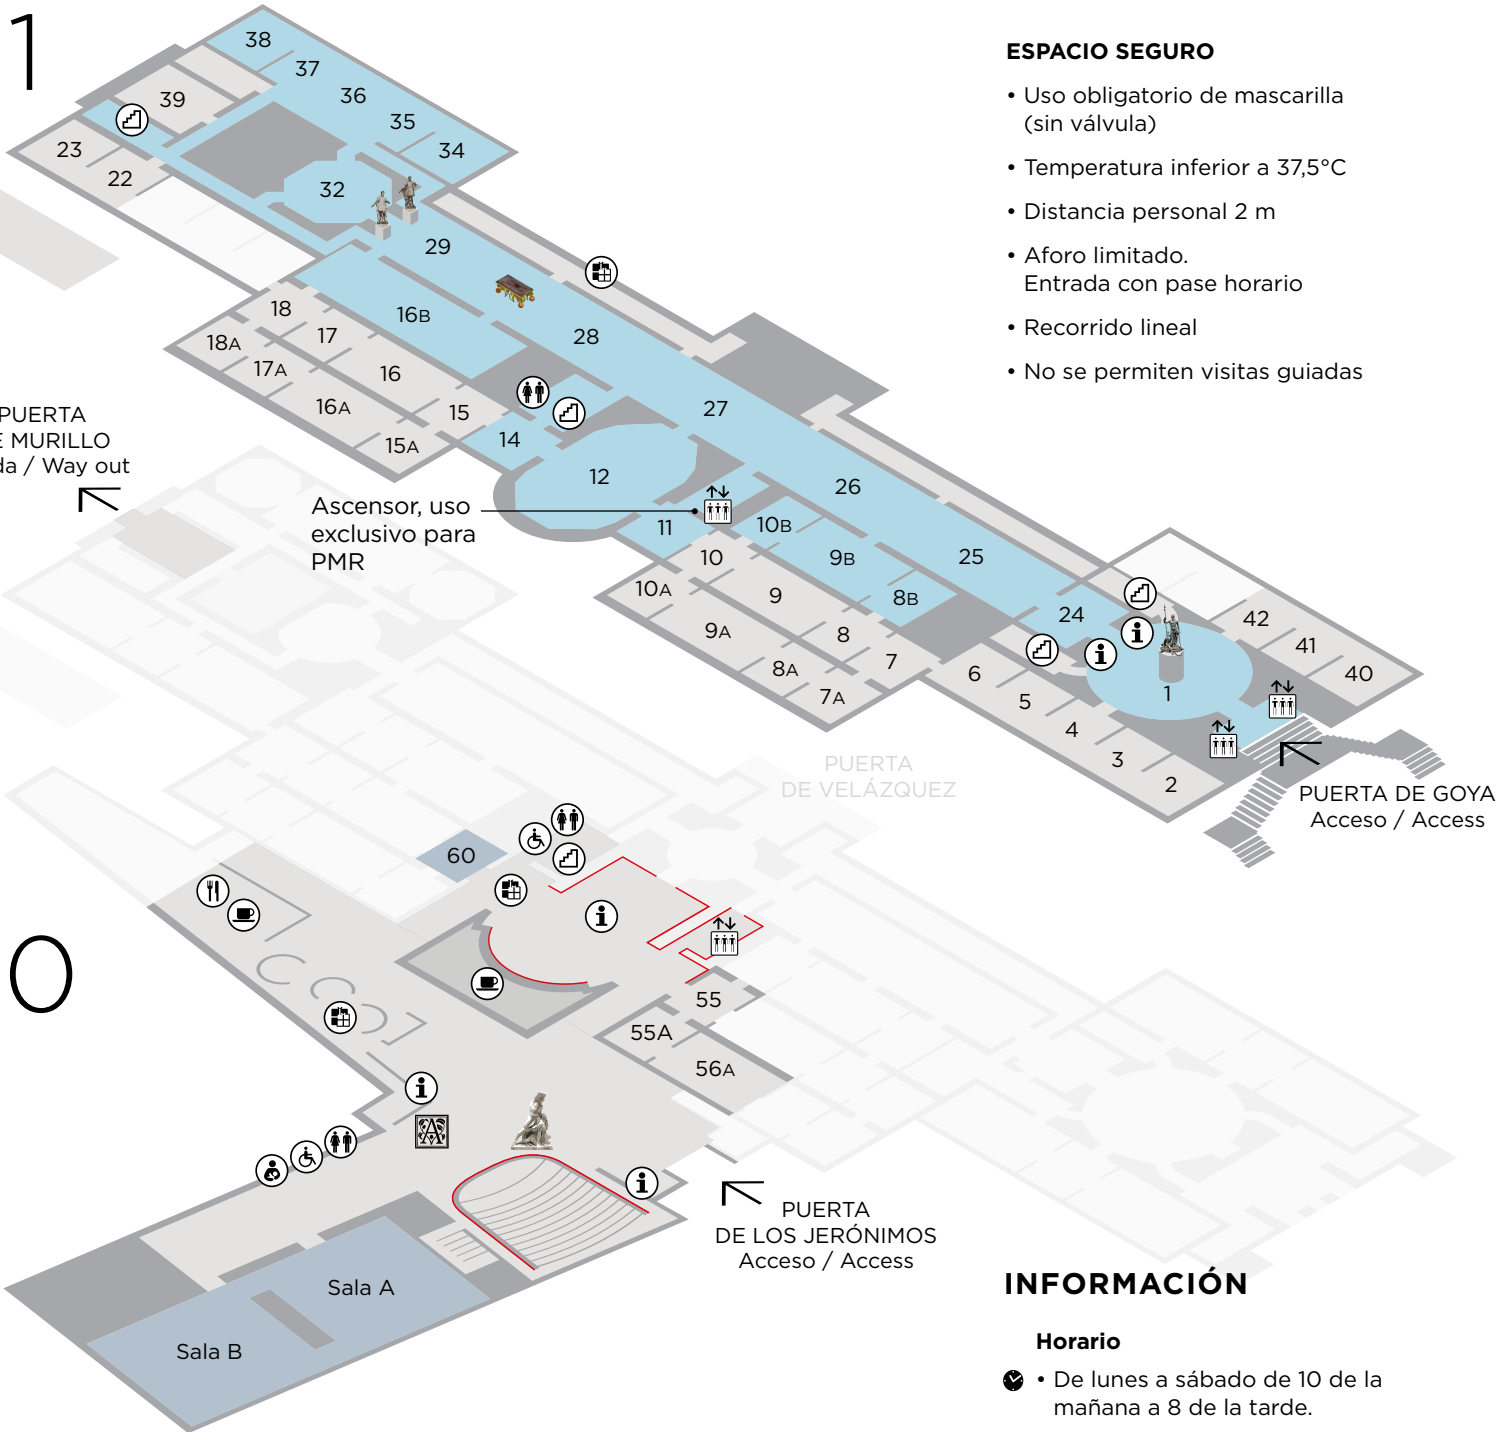 1
38
37
36
35
34
39
23
22
32
29
28
27
26
25
24
16B
18
17
16
15
18A
17A
16A
15A
14
12
11
10B
9B
8B
10
9
8
7
10A
9A
8A
7A
6
5
4
3
2
1
42
41
40
ESPACIO SEGURO
• Uso obligatorio de mascarilla
(sin válvula)
• Temperatura inferior a 37,5°C
• Distancia personal 2 m
• Aforo limitado.
Entrada con pase horario
• Recorrido lineal
• No se permiten visitas guiadas
PUERTA
MURILLO
/ Way out
Ascensor, uso
exclusivo para
PMR
PUERTA
DE VELÁZQUEZ
PUERTA DE GOYA
Acceso / Access
0
60
55
55A
56A
A
PUERTA
DE LOS JERÓNIMOS
Acceso / Access
Sala A
Sala B
INFORMACIÓN
Horario
• De lunes a sábado de 10 de la
mañana a 8 de la tarde.